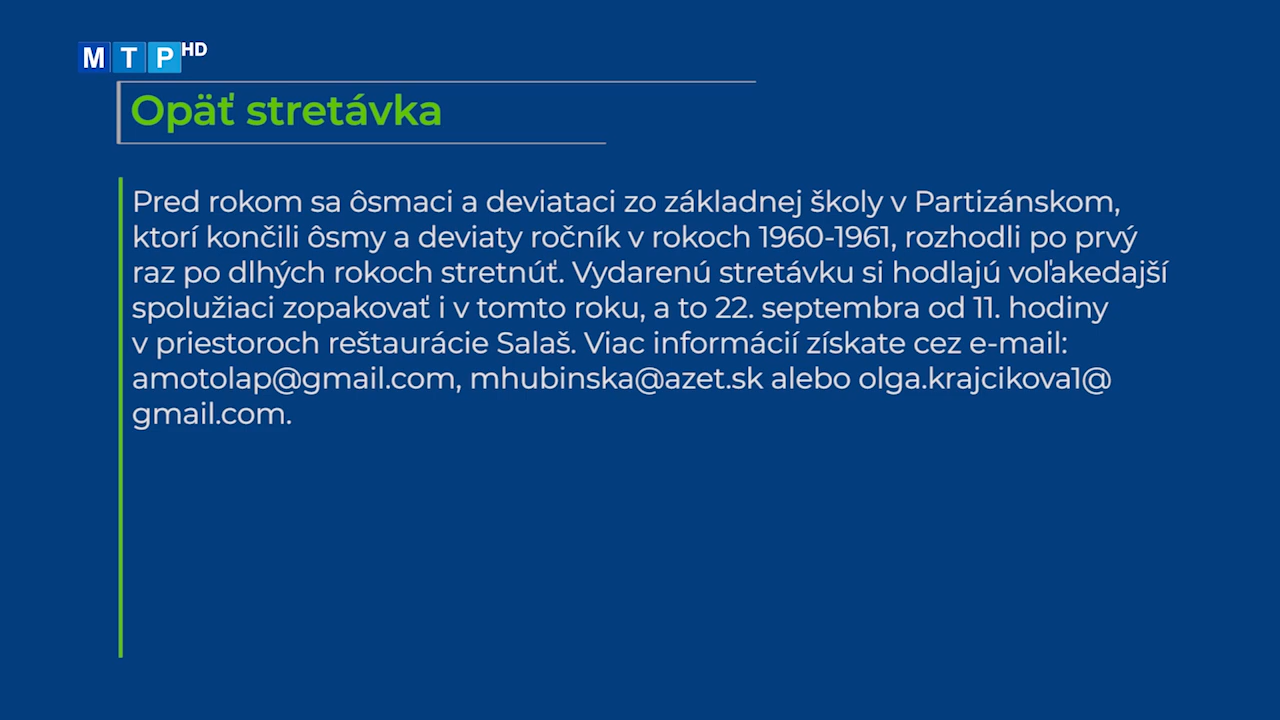 MTP HD
Opäť stretávka
Pred rokom sa ôsmaci a deviataci zo základnej školy v Partizánskom,
ktorí končili ôsmy a deviaty ročník v rokoch 1960-1961, rozhodli po prvý
raz po dlhých rokoch stretnúť. Vydarenú stretávku si hodlajú voľakedajší
spolužiaci zopakovať i v tomto roku, a to 22. septembra od 11. hodiny
v priestoroch reštaurácie Salaš. Viac informácií získate cez e-mail:
amotolap@gmail.com, mhubinska@azet.sk alebo olga.krajcikova1@
gmail.com.